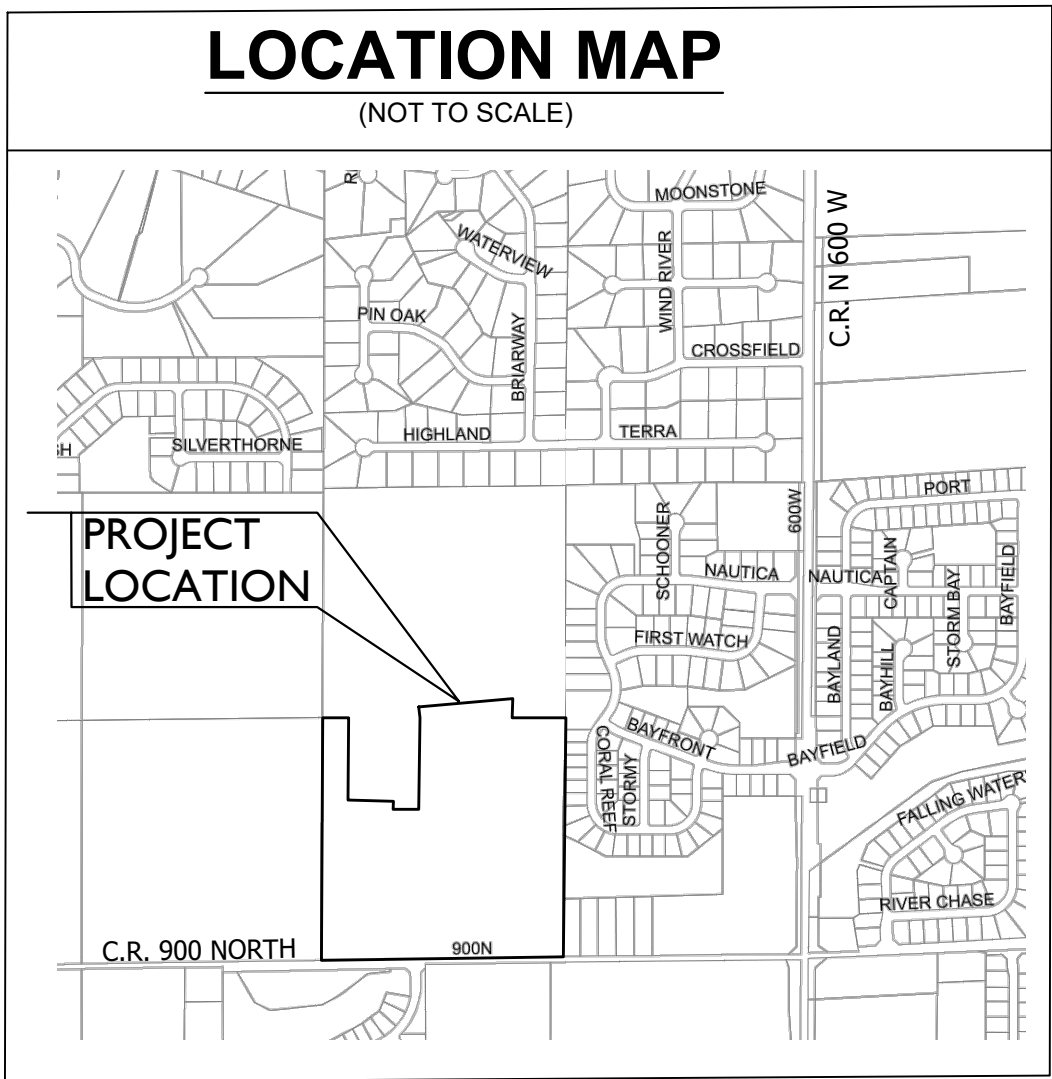 LOCATION MAP
(NOT TO SCALE)
MOONSTONE
WATERVIEW
WIND RIVER
C.R. N 600 W
PIN OAK
BRIARWAY
CROSSFIELD
SILVERTHORNE
HIGHLAND
TERRA
PORT
600W
PROJECT
LOCATION
SCHOONER
NAUTICA
NAUTICA
CAPTAIN
STORM BAY
BAYFIELD
FIRST WATCH
BAYLAND
BAYHILL
BAYFRONT
CORAL REEF
STORMY
BAYFIELD
FALLING WATER
RIVER CHASE
C.R. 900 NORTH
900N